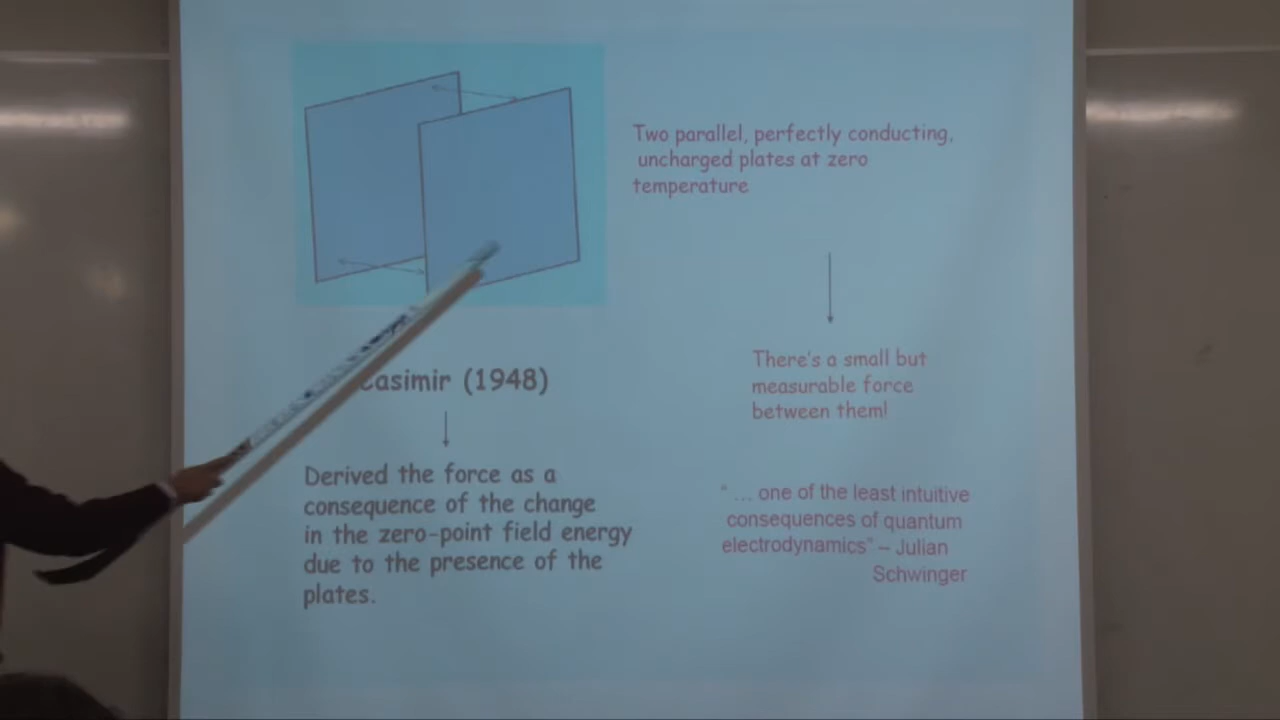 Two parallel, perfectly conducting,
uncharged plates at zero
temperature
Casimir (1948)
There's a small but
measurable force
between them!
Derived the force as a
consequence of the change
in the zero-point field energy
due to the presence of the
plates.
" ... one of the least intuitive
consequences of quantum
electrodynamics" – Julian
Schwinger